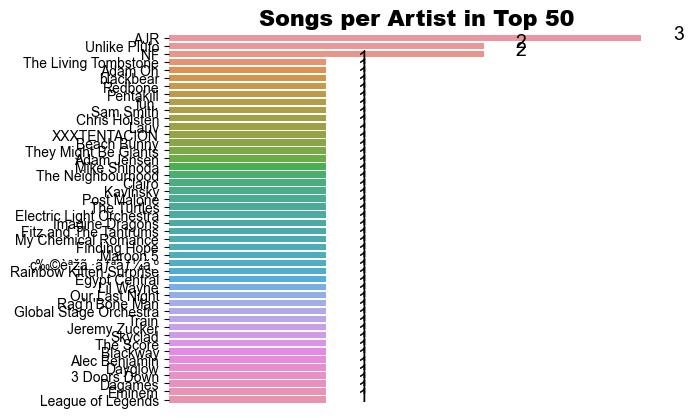 Songs per Artist in Top 50
AJR
3
Unlike Pluto
2
NF
2
The Living Tombstone
Adam Oh
blackbear
Redbone
Pentakill
Sam Smith
Chris Holsten
Lauv
XXXTENTACION
Beach Bunny
They Might Be Giants
Adam Jensen
Mike Shinoda
The Neighbourhood
Clairo
Kavinsky
Post Malone
The Turtles
Electric Light Orchestra
Imagine Dragons
Fitz and The Tantrums
My Chemical Romance
Finding Hope
Maroon 5
Rainbow Kitten Surprise
Egypt Central
Lil Wayne
Our Last Night
Rag'n'Bone Man
Global Stage Orchestra
Train
Jeremy Zucker
Skyclad
The Score
Blackway
Alec Benjamin
Dayglow
3 Doors Down
Dagames
Eminem
League of Legends